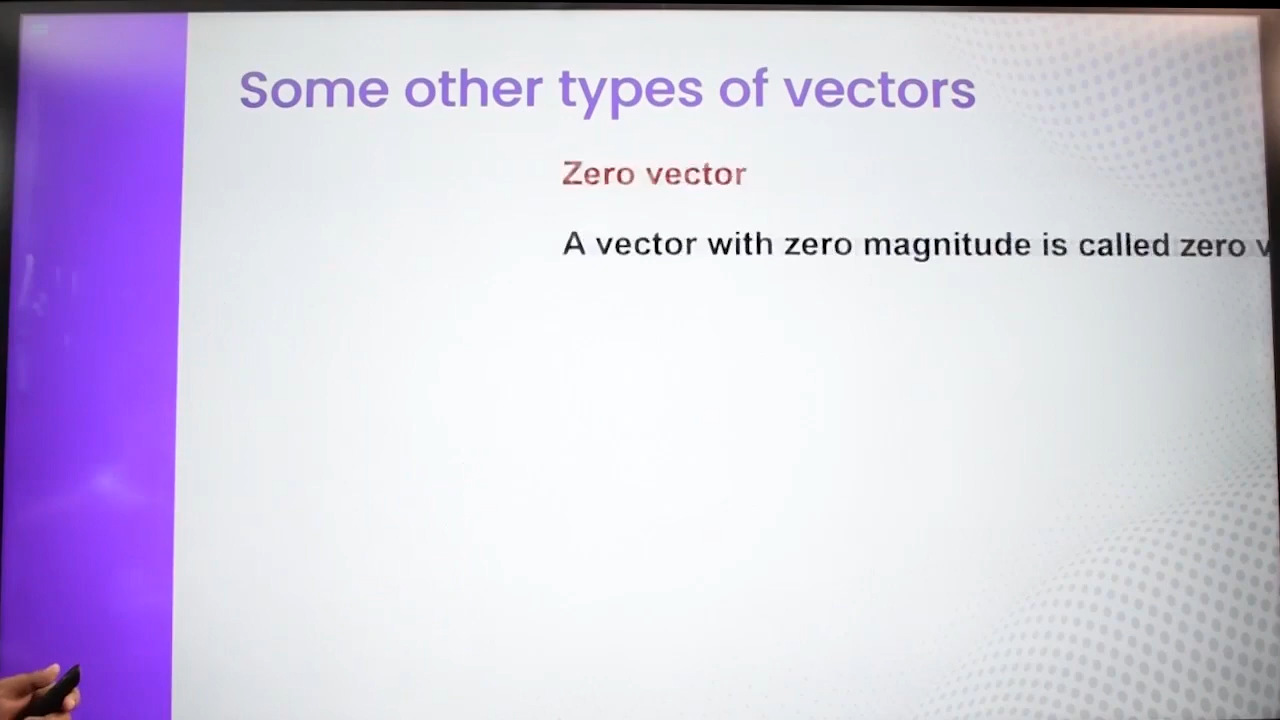 Some other types of vectors
Zero vector
A vector with zero magnitude is called zero